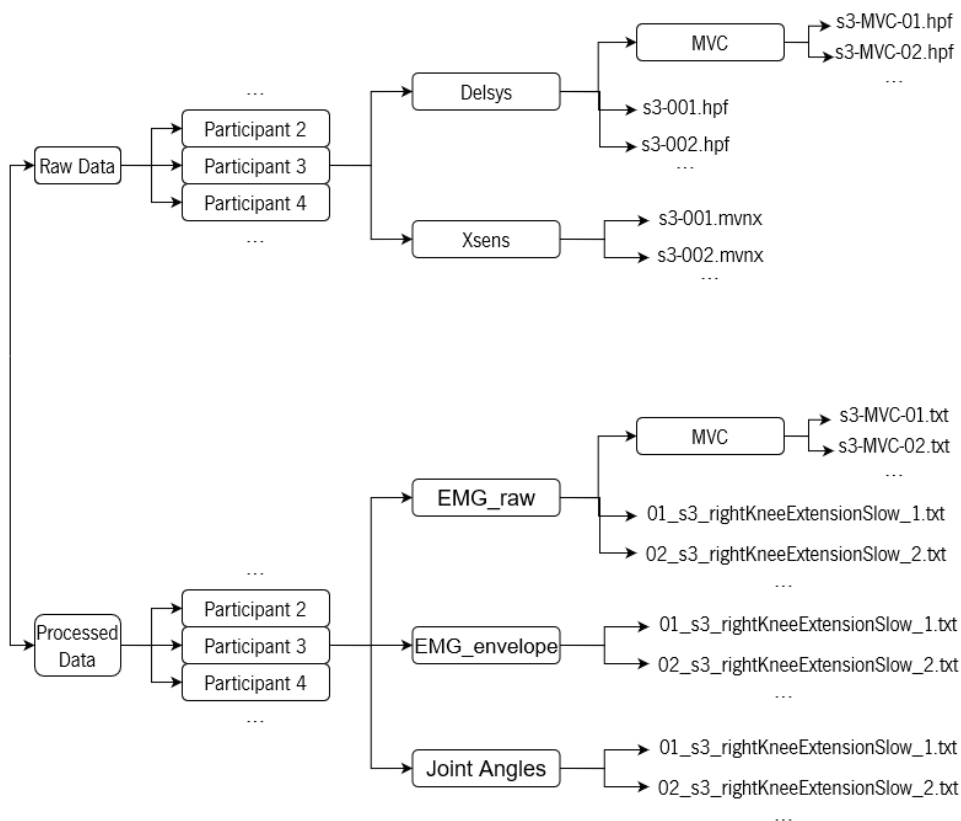 s3-MVC-01.hpf
MVC
s3-MVC-02.hpf
...
...
Delsys
s3-001.hpf
Participant 2
s3-002.hpf
Raw Data
Participant 3
...
Participant 4
s3-001.mvnx
...
Xsens
s3-002.mvnx
...
s3-MVC-01.txt
MVC
s3-MVC-02.txt
...
EMG_raw
01_s3_rightKneeExtensionSlow_1.txt
02_s3_rightKneeExtensionSlow_2.txt
...
...
Participant 2
01_s3_rightKneeExtensionSlow_1.txt
Processed
Data
Participant 3
EMG_envelope
02_s3_rightKneeExtensionSlow_2.txt
Participant 4
...
...
01_s3_rightKneeExtensionSlow_1.txt
Joint Angles
02_s3_rightKneeExtensionSlow_2.txt
...